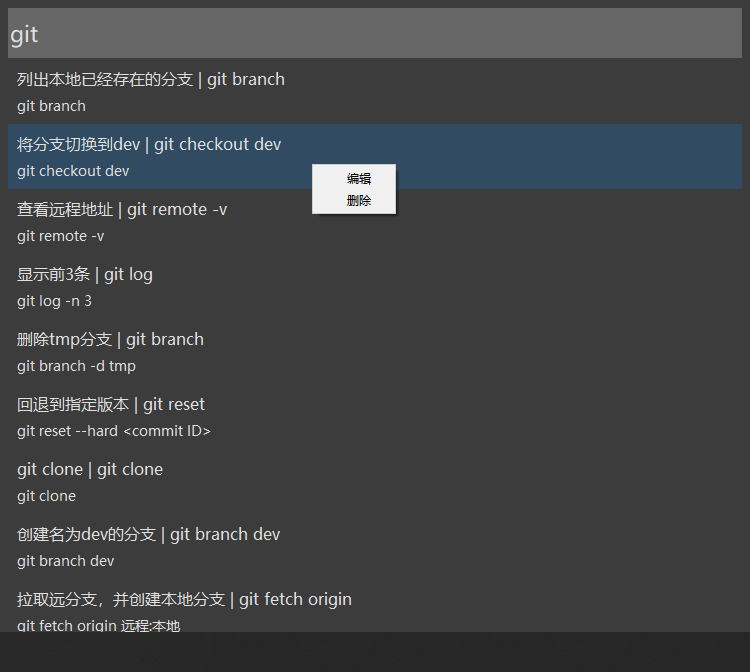 git
列出本地已经存在的分支 | git branch
git branch
将分支切换到dev | git checkout dev
git checkout dev
编辑
删除
查看远程地址 | git remote -v
git remote -v
显示前3条 | git log
git log -n 3
删除tmp分支 | git branch
git branch -d tmp
回退到指定版本 | git reset
git reset --hard <commit ID>
git clone | git clone
git clone
创建名为dev的分支 | git branch dev
git branch dev
拉取远分支，并创建本地分支 | git fetch origin
git fetch origin 远程:本地